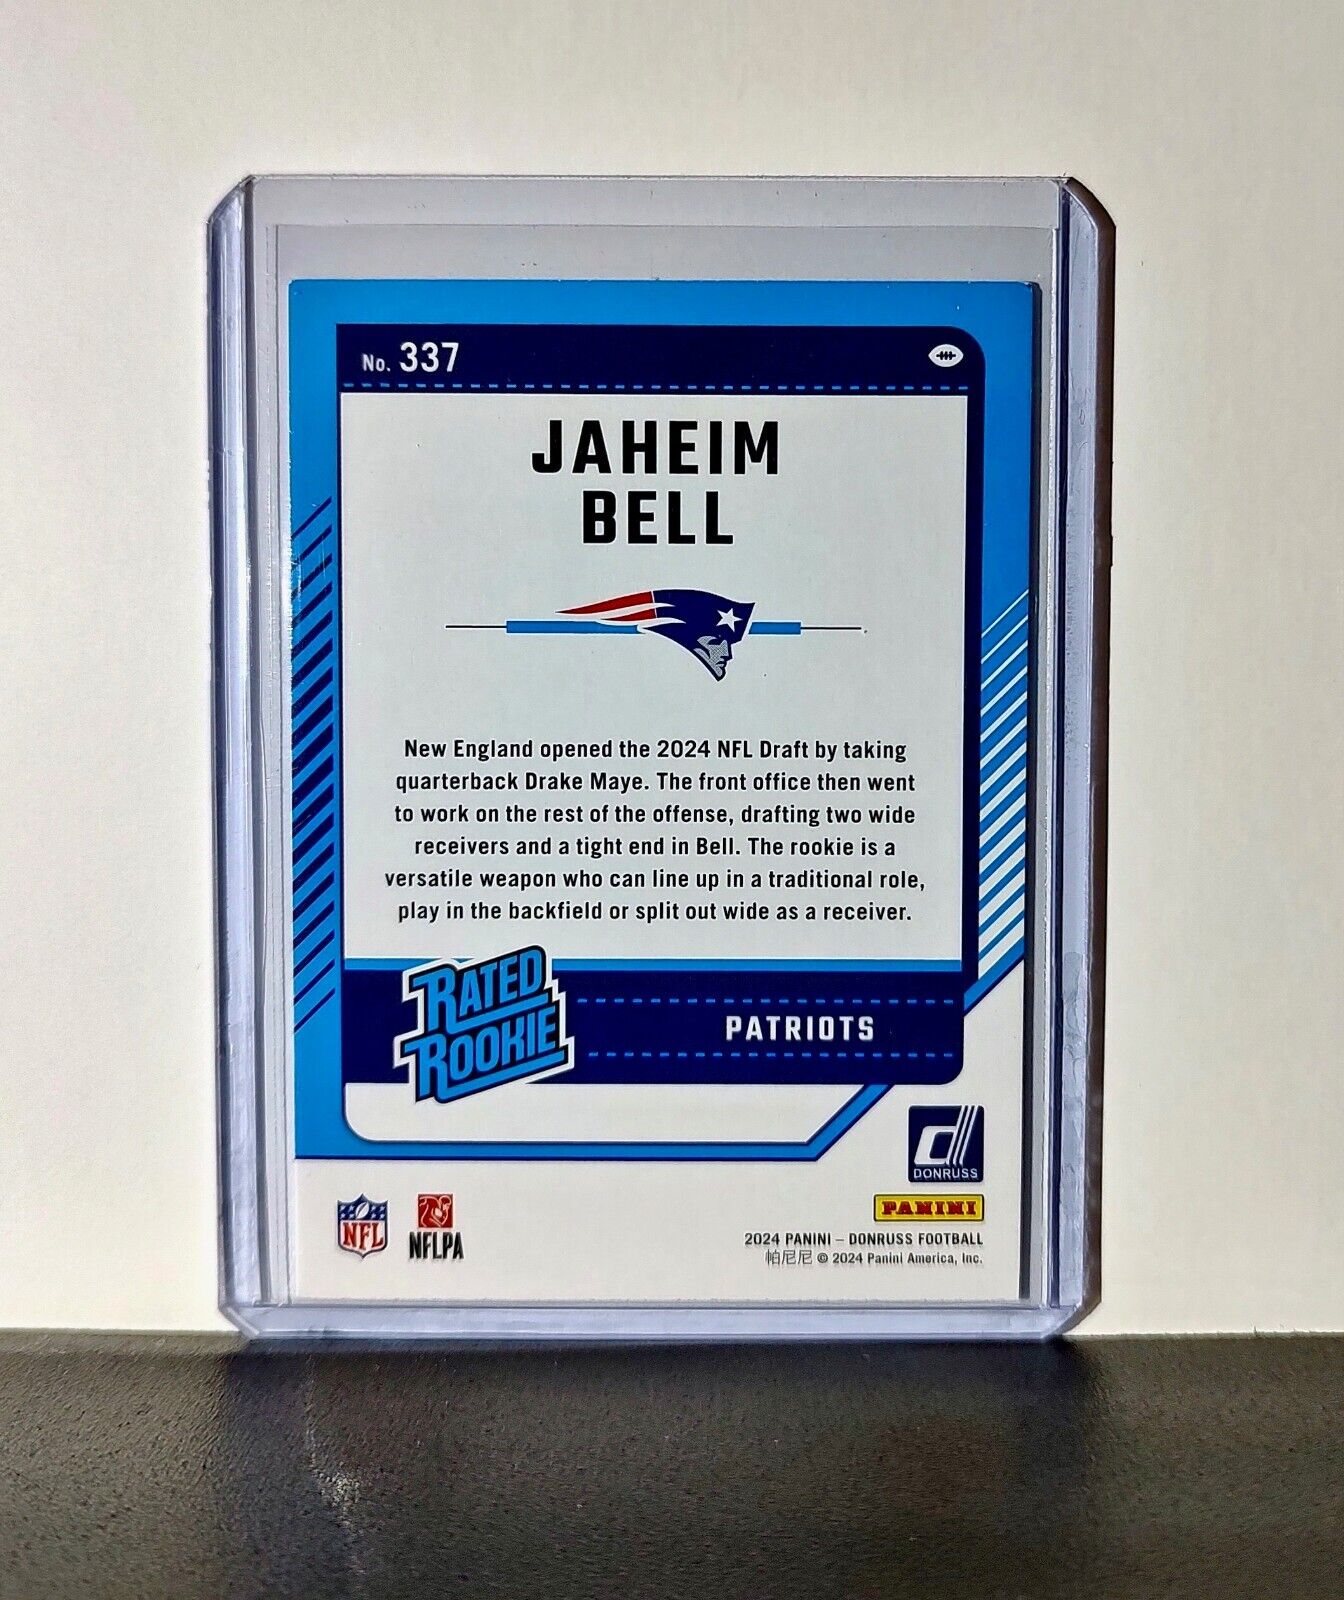 No. 337
JAHEIM
BELL
New England opened the 2024 NFL Draft by taking
quarterback Drake Maye. The front office then went
to work on the rest of the offense, drafting two wide
receivers and a tight end in Bell. The rookie is a
versatile weapon who can line up in a traditional role,
play in the backfield or split out wide as a receiver.
RATED
ROOKIE
PATRIOTS
DONRUSS
PANINI
NFL
NFLPA
2024 PANINI – DONRUSS FOOTBALL
帕尼尼 © 2024 Panini America, Inc.